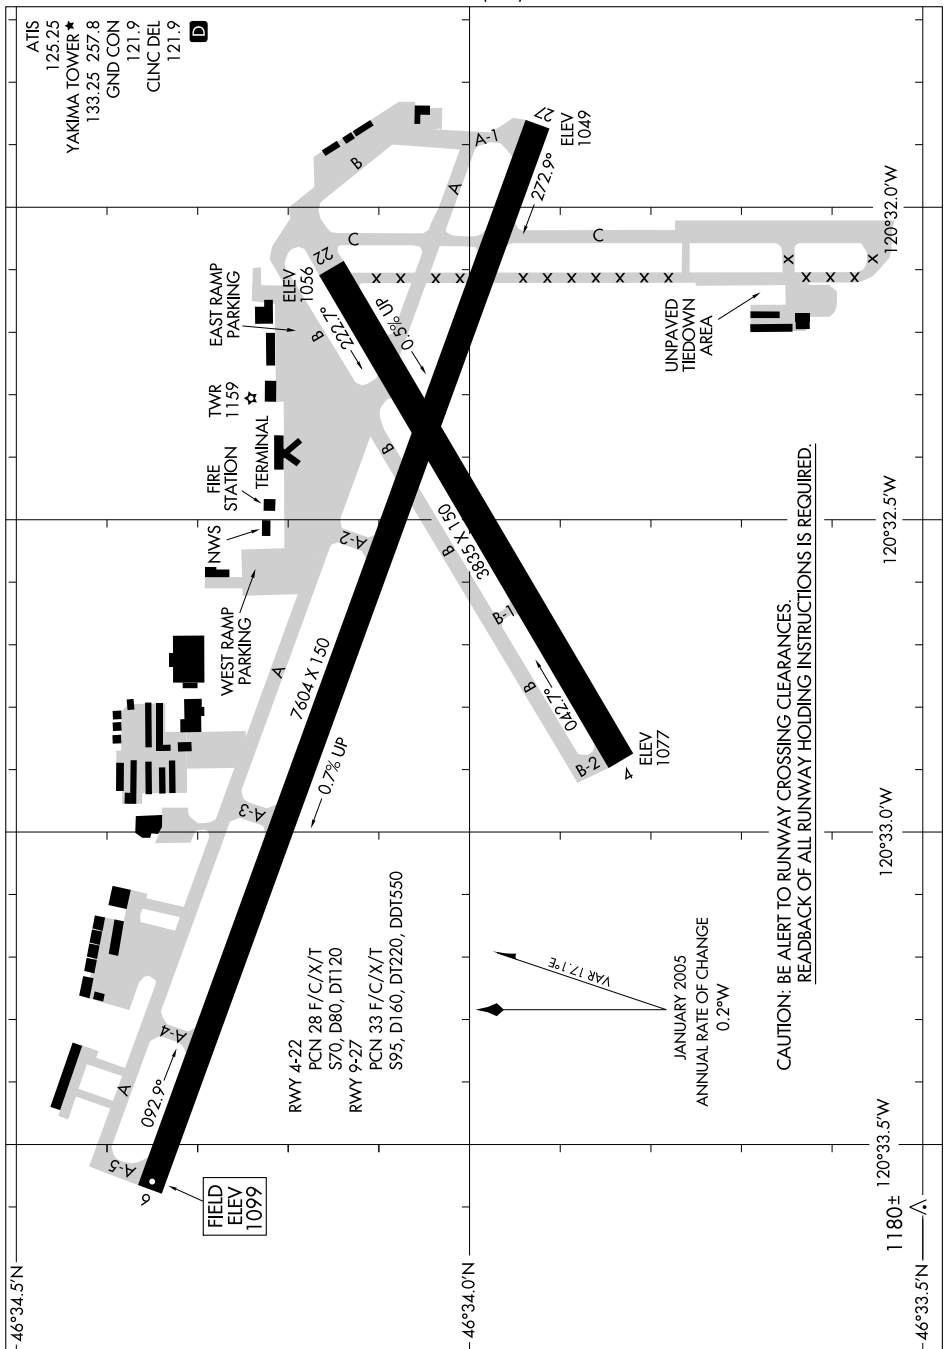 ATIS
125.25
YAKIMA TOWER ★
133.25 257.8
GND CON
121.9
CLNC DEL
121.9
D
B
A-1
27
ELEV
1049
A
272.9°
120°32.0'W
C
C
22
X X X X X X X X X X X X
X
X
X X X
EAST RAMP
PARKING
ELEV
1056
B
222.7°
0.5% UP
UNPAVED
TIEDOWN
AREA
TWR
1159
FIRE
STATION
TERMINAL
B
NWS
A-2
B
3835 X 150
120°32.5'W
WEST RAMP
PARKING
A
7604 X 150
B-1
B
042.7°
0.7% UP
B-2
4
ELEV
1077
A-3
120°33.0'W
CAUTION: BE ALERT TO RUNWAY CROSSING CLEARANCES.
READBACK OF ALL RUNWAY HOLDING INSTRUCTIONS IS REQUIRED.
RWY 4-22
PCN 28 F/C/X/T
S70, D80, DT120
RWY 9-27
PCN 33 F/C/X/T
S95, D160, DT220, DDT550
VAR 17.1°E
JANUARY 2005
ANNUAL RATE OF CHANGE
0.2°W
A-4
A
092.9°
A-5
9
FIELD
ELEV
1099
120°33.5'W
1180±
46°34.5'N
46°34.0'N
46°33.5'N